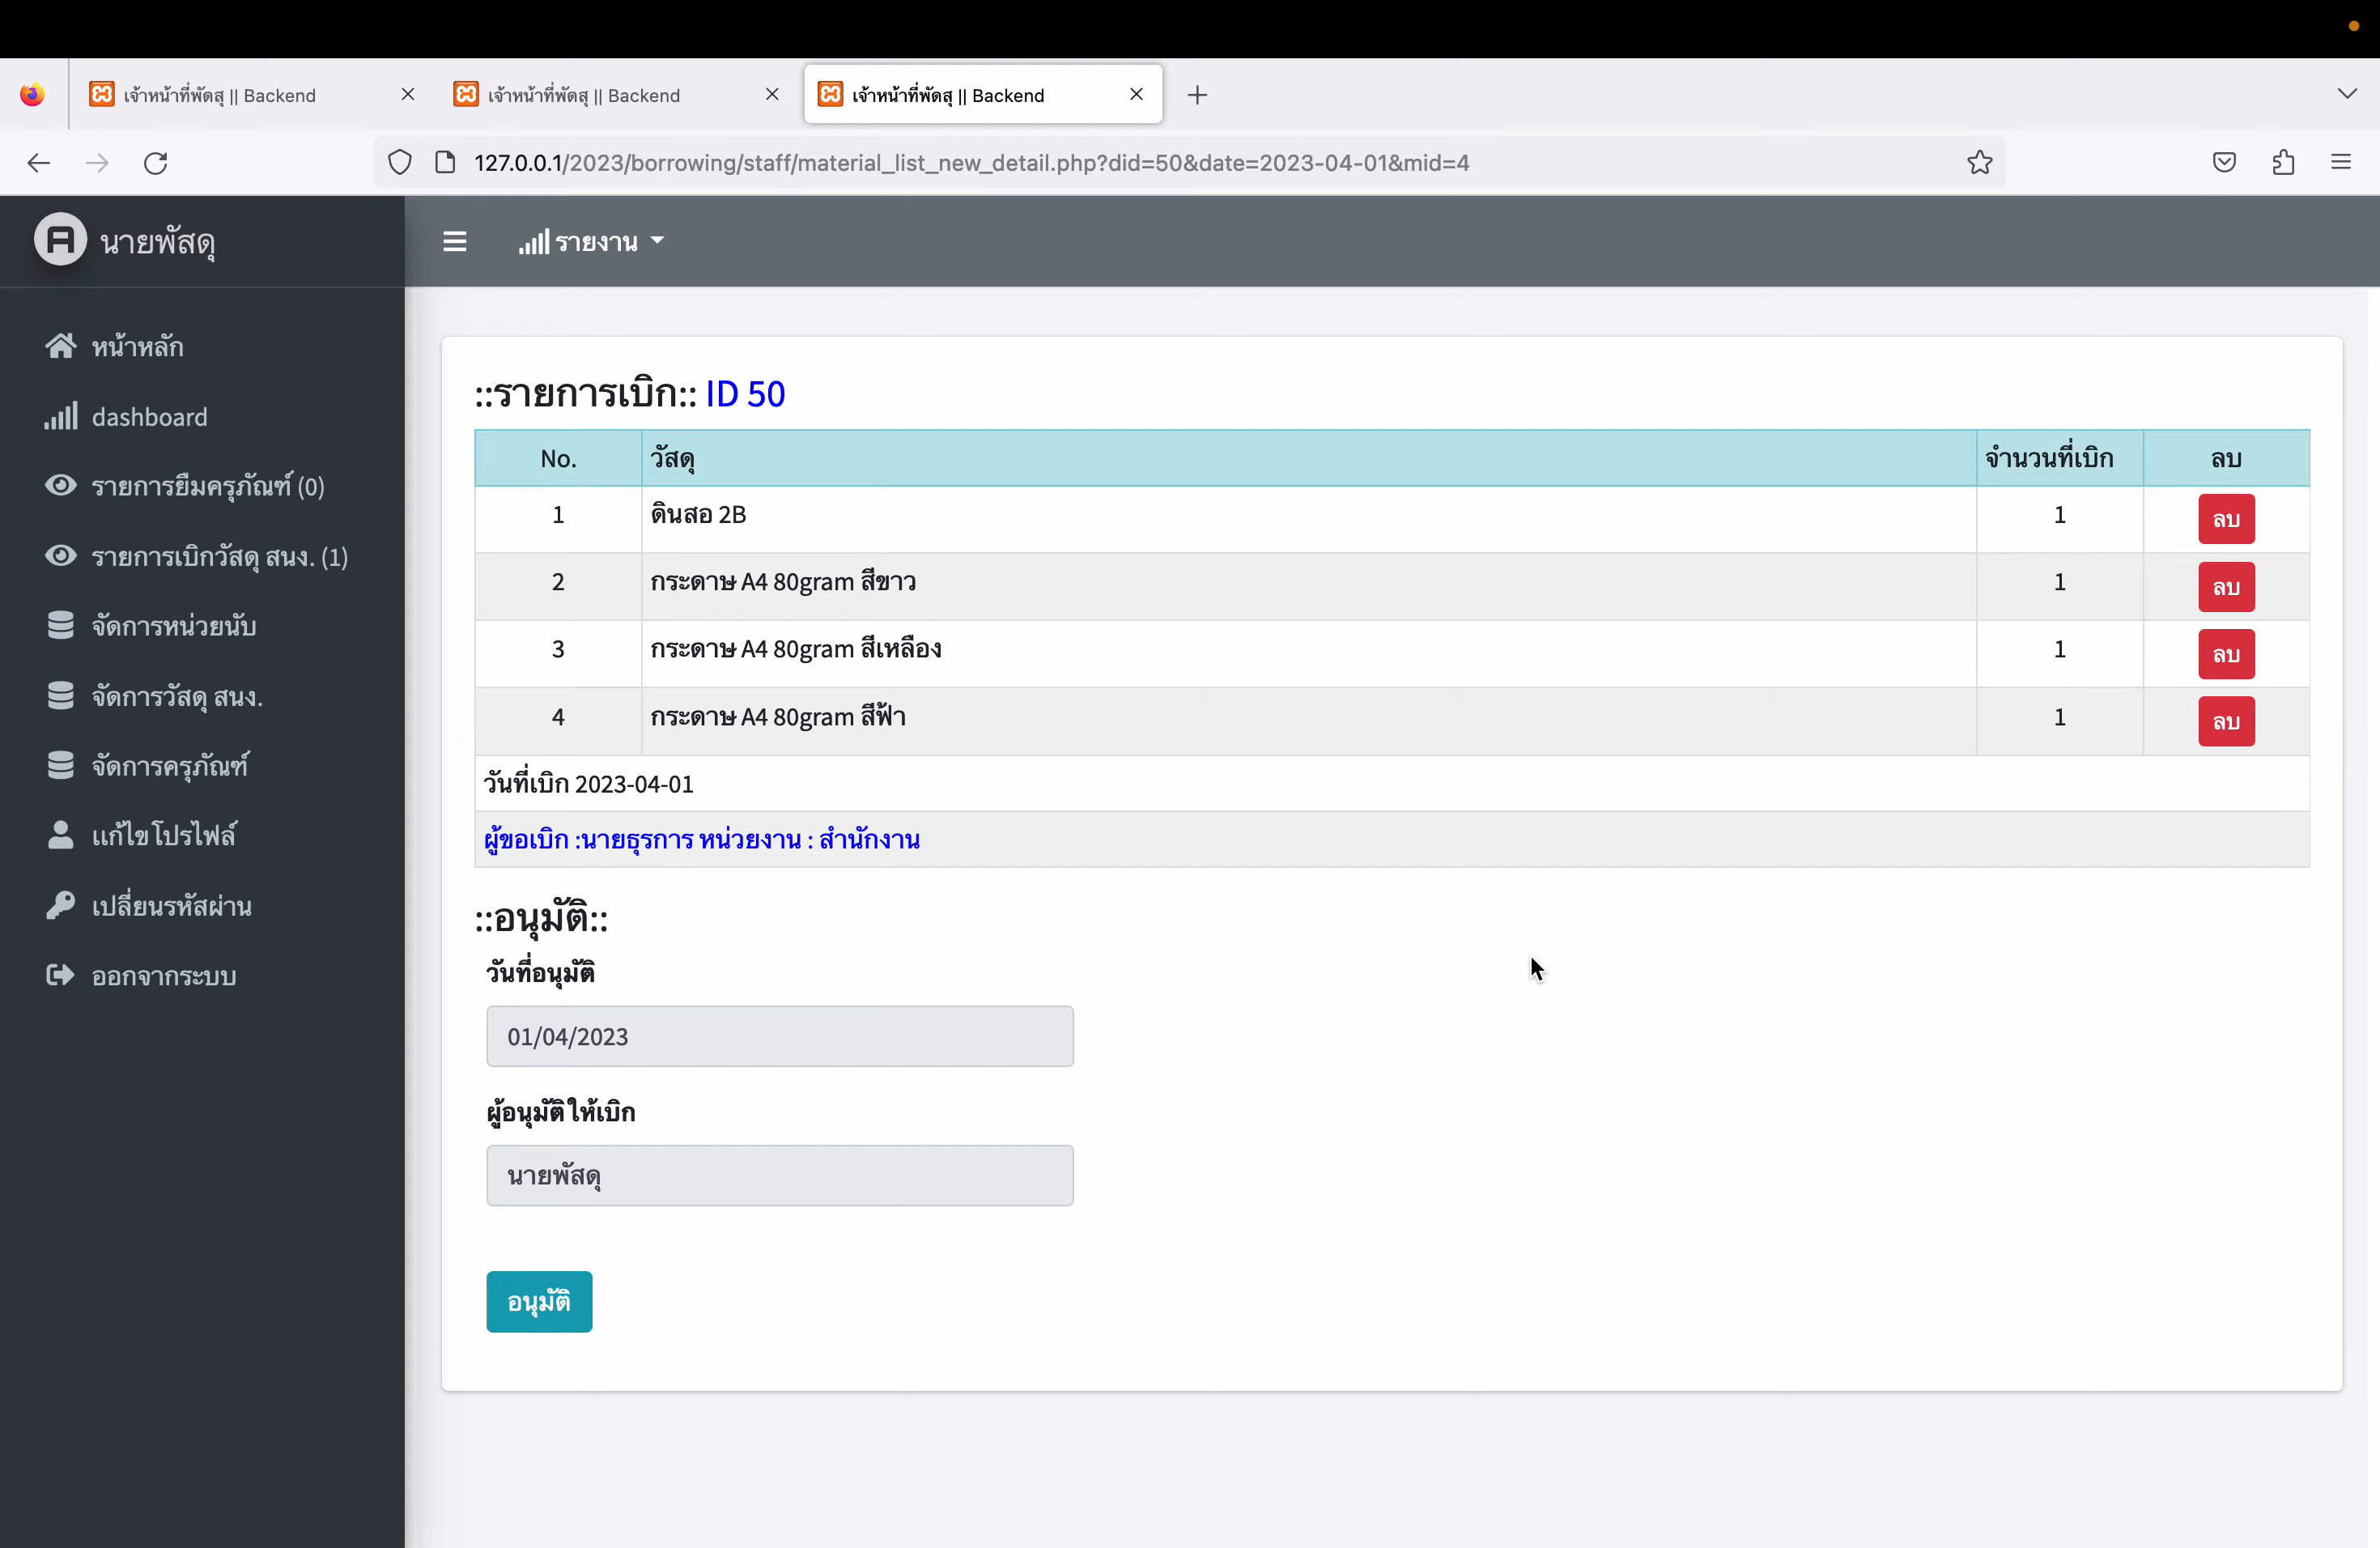 เจ้าหน้าที่พัดสุ || Backend
เจ้าหน้าที่พัดสุ || Backend
เจ้าหน้าที่พัดสุ || Backend
127.0.0.1/2023/borrowing/staff/material_list_new_detail.php?did=50&date=2023-04-01&mid=4
นายพัสดุ
รายงาน
หน้าหลัก
dashboard
รายการยืมครุภัณฑ์ (0)
รายการเบิกวัสดุ สนง. (1)
จัดการหน่วยนับ
จัดการวัสดุ สนง.
จัดการครุภัณฑ์
แก้ไขโปรไฟล์
เปลี่ยนรหัสผ่าน
ออกจากระบบ
::รายการเบิก:: ID 50
No. วัสดุ จำนวนที่เบิก ลบ
1 ดินสอ 2B 1 ลบ
2 กระดาษ A4 80gram สีขาว 1 ลบ
3 กระดาษ A4 80gram สีเหลือง 1 ลบ
4 กระดาษ A4 80gram สีฟ้า 1 ลบ
วันที่เบิก 2023-04-01
ผู้ขอเบิก :นายธุรการ หน่วยงาน : สำนักงาน
::อนุมัติ::
วันที่อนุมัติ
01/04/2023
ผู้อนุมัติให้เบิก
นายพัสดุ
อนุมัติ